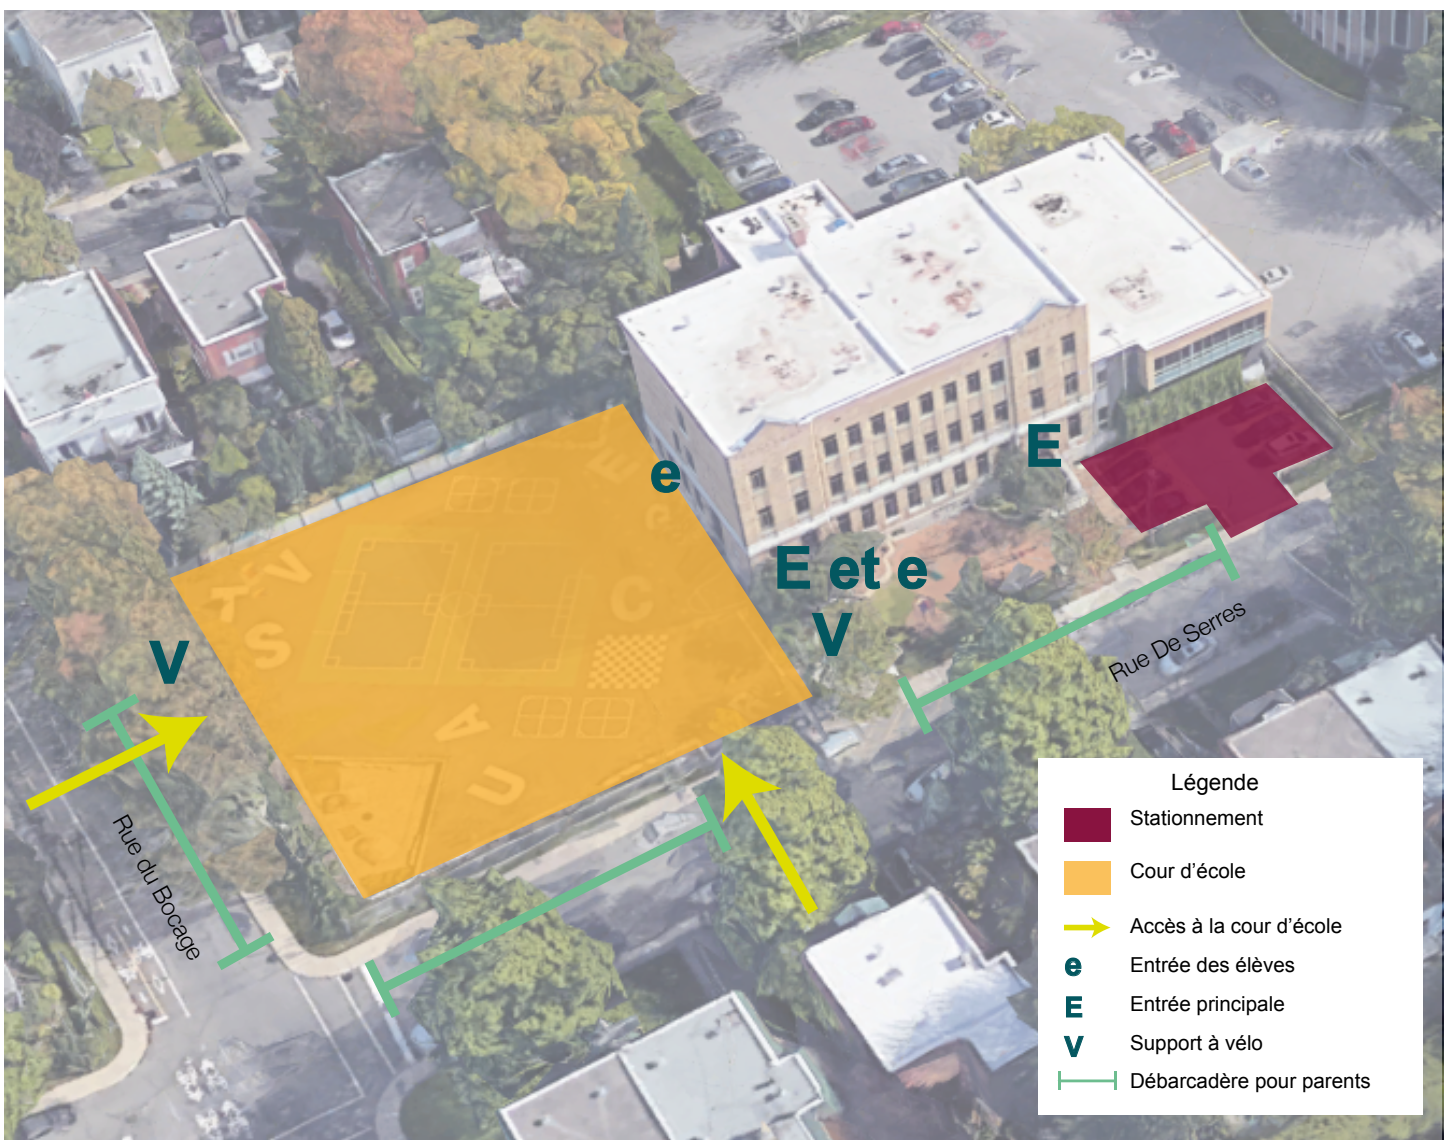 E
e
E et e
V
V
Rue De Serres
Rue du Bocage
V
X
S
C
A
U
Légende
Stationnement
Cour d'école
Accès à la cour d'école
e Entrée des élèves
E Entrée principale
V Support à vélo
Débarcadère pour parents